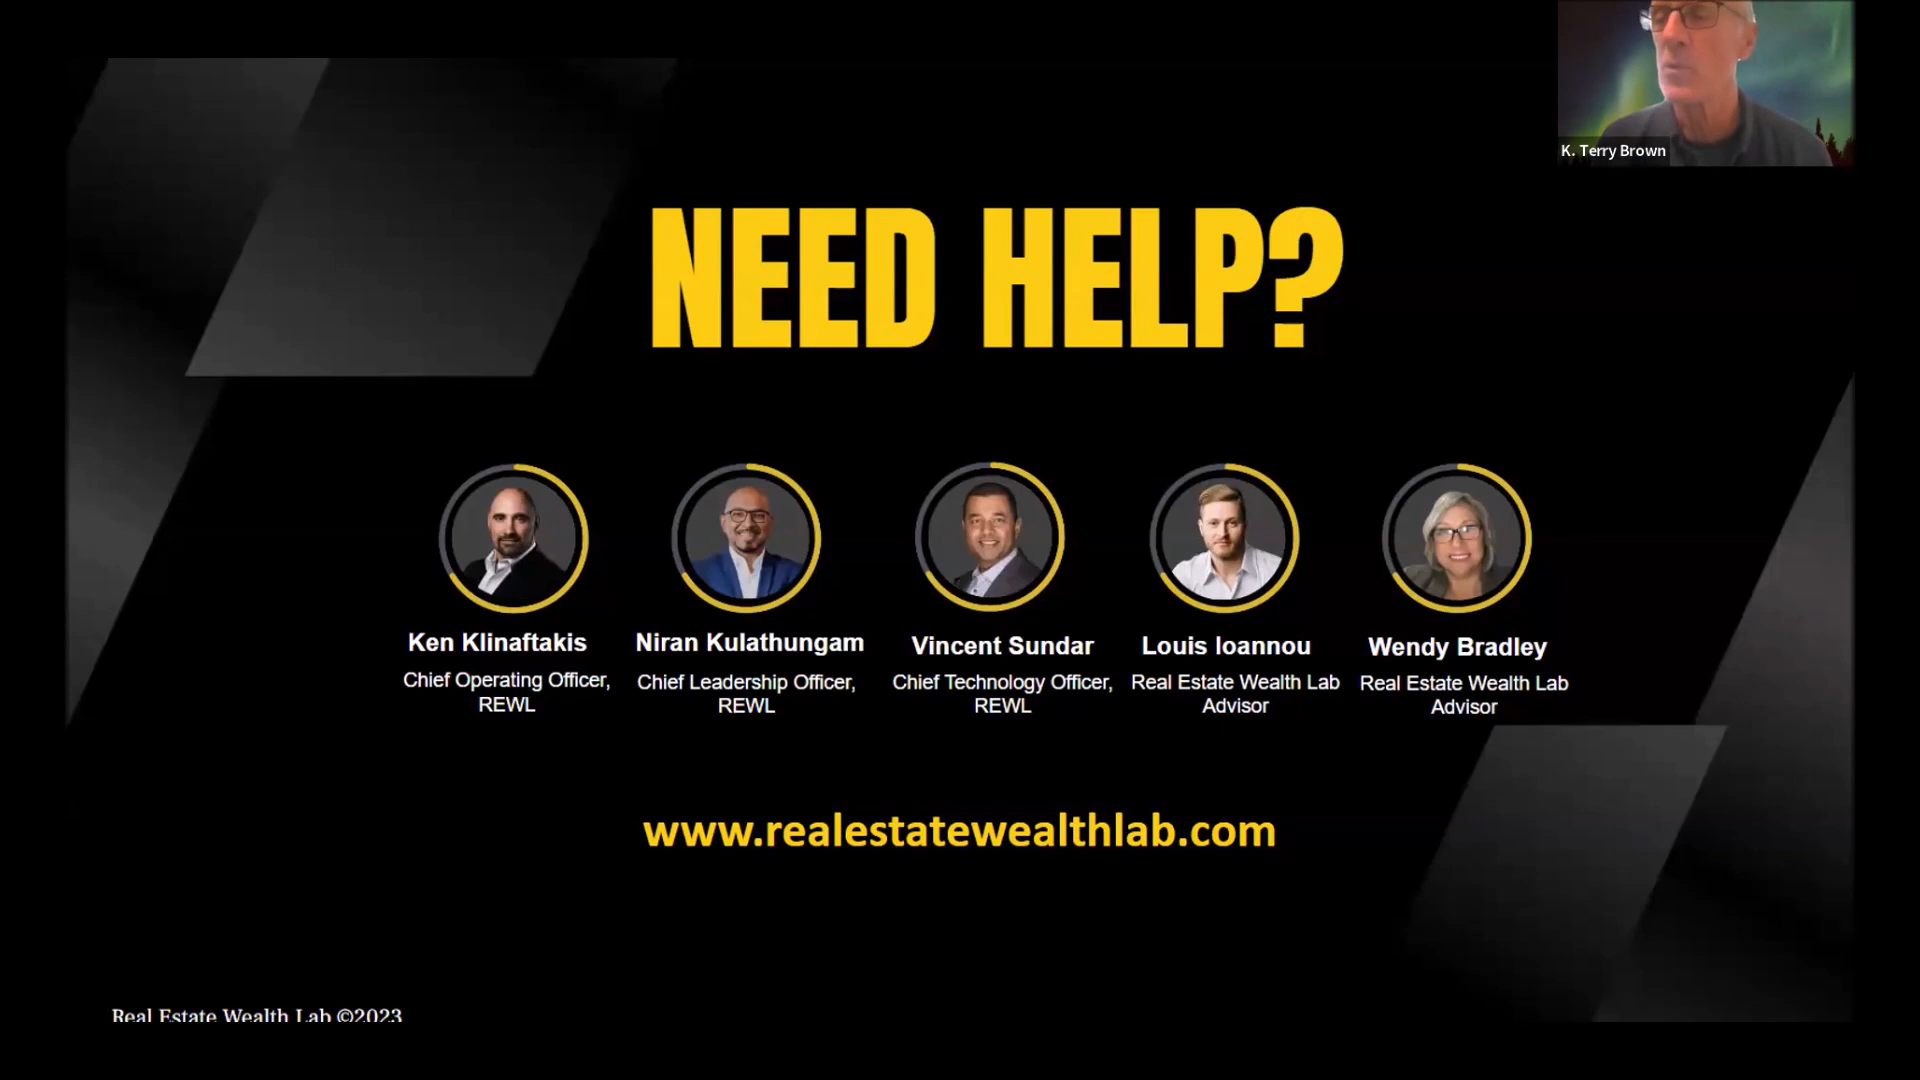 K. Terry Brown
NEED HELP?
Ken Klinaftakis
Chief Operating Officer,
REWL
Niran Kulathungam
Chief Leadership Officer,
REWL
Vincent Sundar
Chief Technology Officer,
REWL
Louis Ioannou
Real Estate Wealth Lab
Advisor
Wendy Bradley
Real Estate Wealth Lab
Advisor
www.realestatewealthlab.com
Real Estate Wealth Lab ©2023